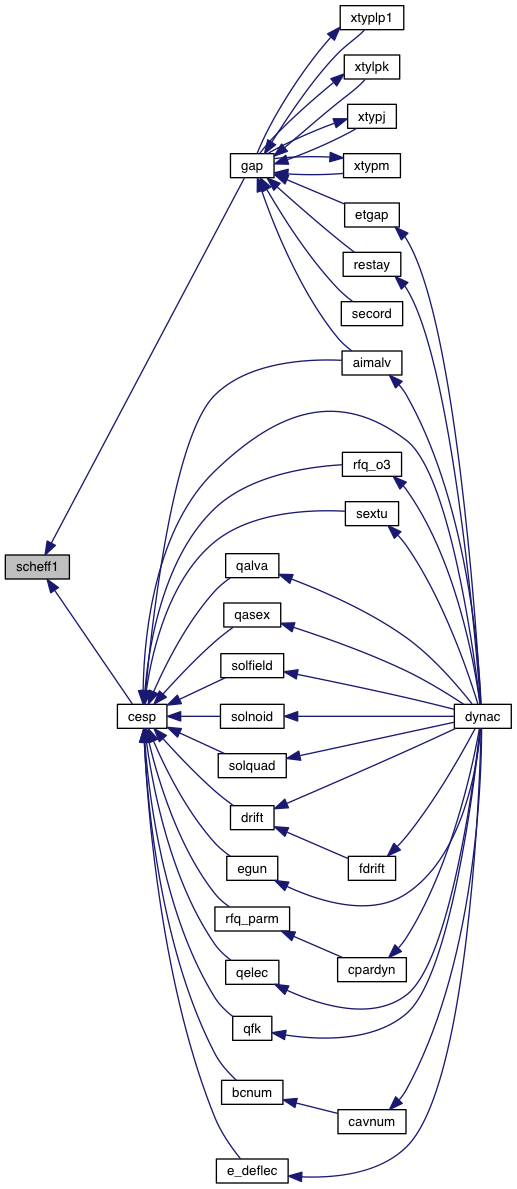 xtyplp1
xtylpk
xtypj
gap
xtypm
etgap
restay
secord
aimalv
rfq_o3
sextu
scheff1
qalva
qasex
solfield
cesp
solnoid
dynac
solquad
drift
egun
fdrift
rfq_parm
qelec
cpardyn
qfk
bcnum
cavnum
e_deflec